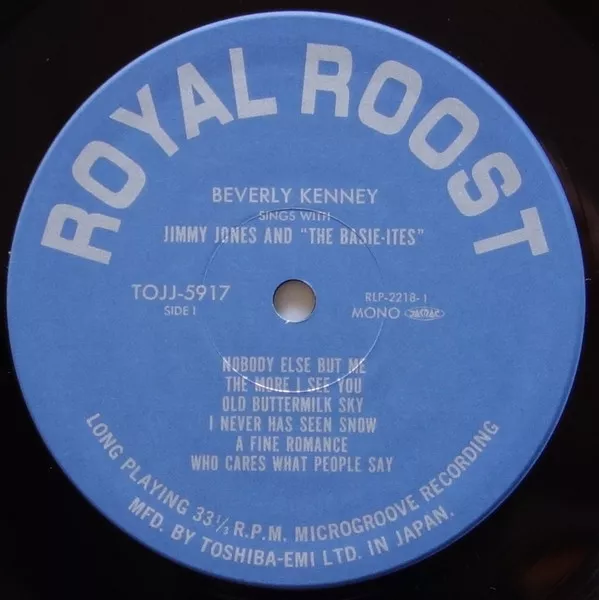 ROYAL ROOST
BEVERLY KENNEY
SINGS WITH
JIMMY JONES AND "THE BASIE-ITES"
TOJJ-5917
SIDE 1
RLP-2218-1
MONO JASRAC
NOBODY ELSE BUT ME
THE MORE I SEE YOU
OLD BUTTERMILK SKY
I NEVER HAS SEEN SNOW
A FINE ROMANCE
WHO CARES WHAT PEOPLE SAY
LONG PLAYING 33⅓ R.P.M. MICROGROOVE RECORDING
MFD. BY TOSHIBA-EMI LTD. IN JAPAN.